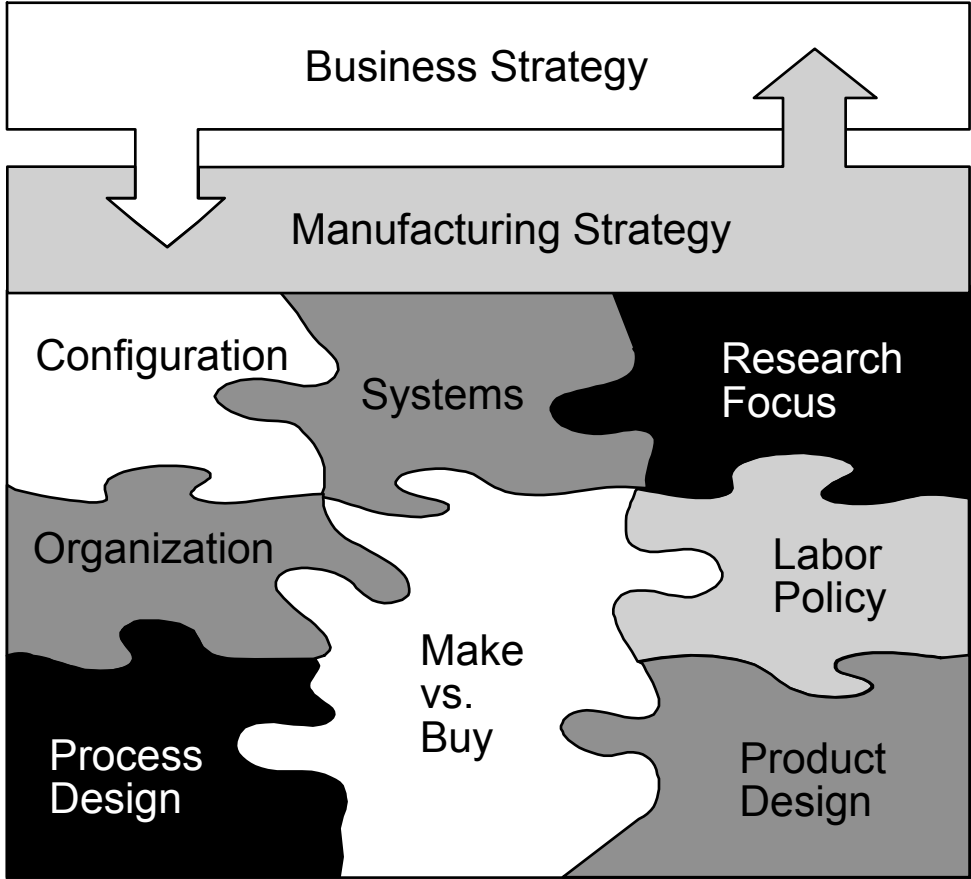 Business Strategy
Manufacturing Strategy
Configuration
Systems
Research
Focus
Organization
Labor
Policy
Make
vs.
Buy
Process
Design
Product
Design